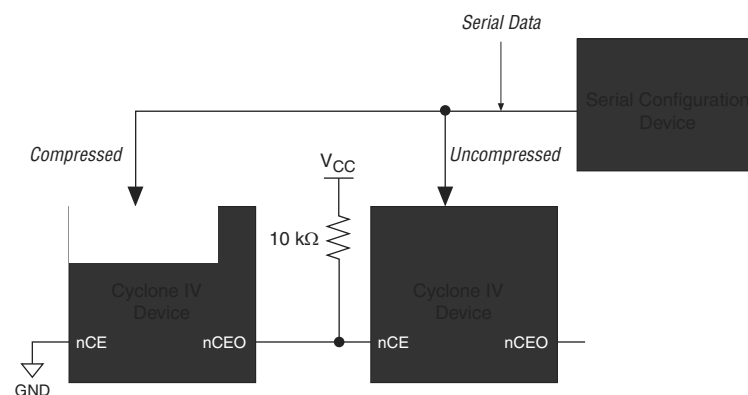 Serial Data
Serial Configuration
Device
Compressed
Uncompressed
VCC
10 kΩ
Cyclone IV
Device
Cyclone IV
Device
nCE
nCEO
nCE
nCEO
GND